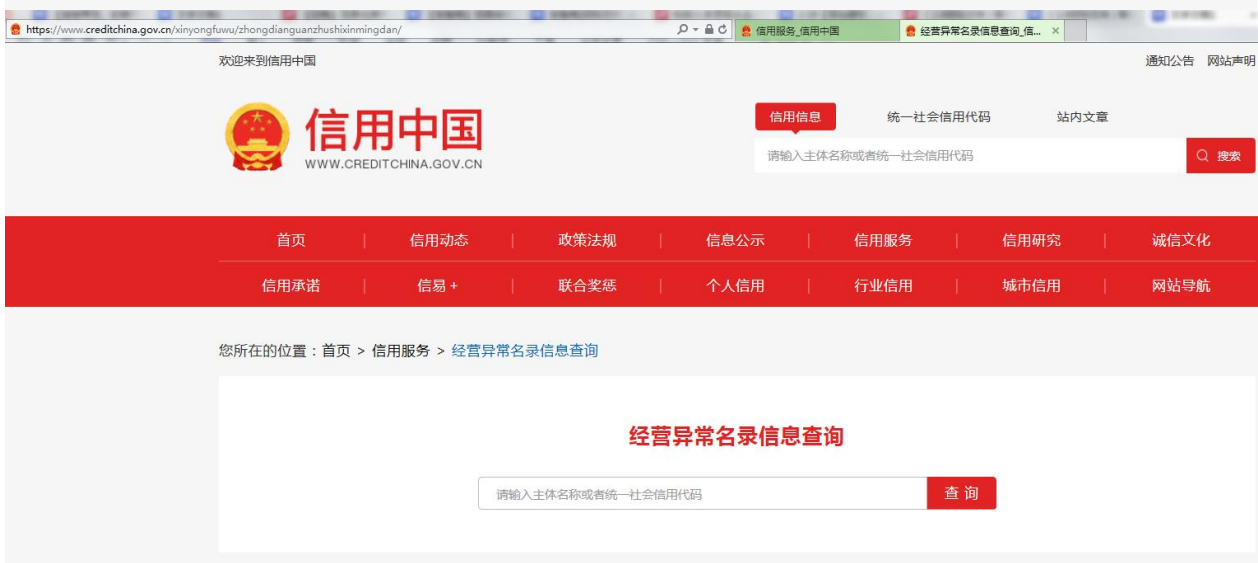 https://www.creditchina.gov.cn/xinyongfuwu/zhongdianguanzhushixinmingdan/
信用服务_信用中国
经营异常名录信息查询_信... ×
欢迎来到信用中国
通知公告 网站声明
信用中国
WWW.CREDITCHINA.GOV.CN
信用信息 统一社会信用代码 站内文章
请输入主体名称或者统一社会信用代码 搜索
首页 | 信用动态 | 政策法规 | 信息公示 | 信用服务 | 信用研究 | 诚信文化
信用承诺 | 信易+ | 联合奖惩 | 个人信用 | 行业信用 | 城市信用 | 网站导航
您所在的位置：首页 > 信用服务 > 经营异常名录信息查询
经营异常名录信息查询
请输入主体名称或者统一社会信用代码 查 询